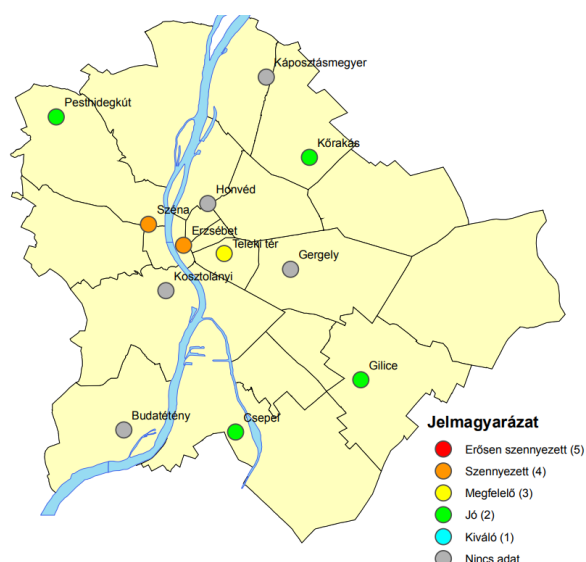 Káposztásmegyer
Pesthidegkút
Kőrakás
Honvéd
Széna
Erzsébet
Teleki tér
Gergely
Kosztolányi
Gilice
Budatétény
Csepel
Jelmagyarázat
Erősen szennyezett (5)
Szennyezett (4)
Megfelelő (3)
Jó (2)
Kiváló (1)
Nincs adat